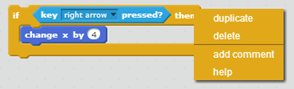 if key right arrow pressed? then
change x by 4
duplicate
delete
add comment
help